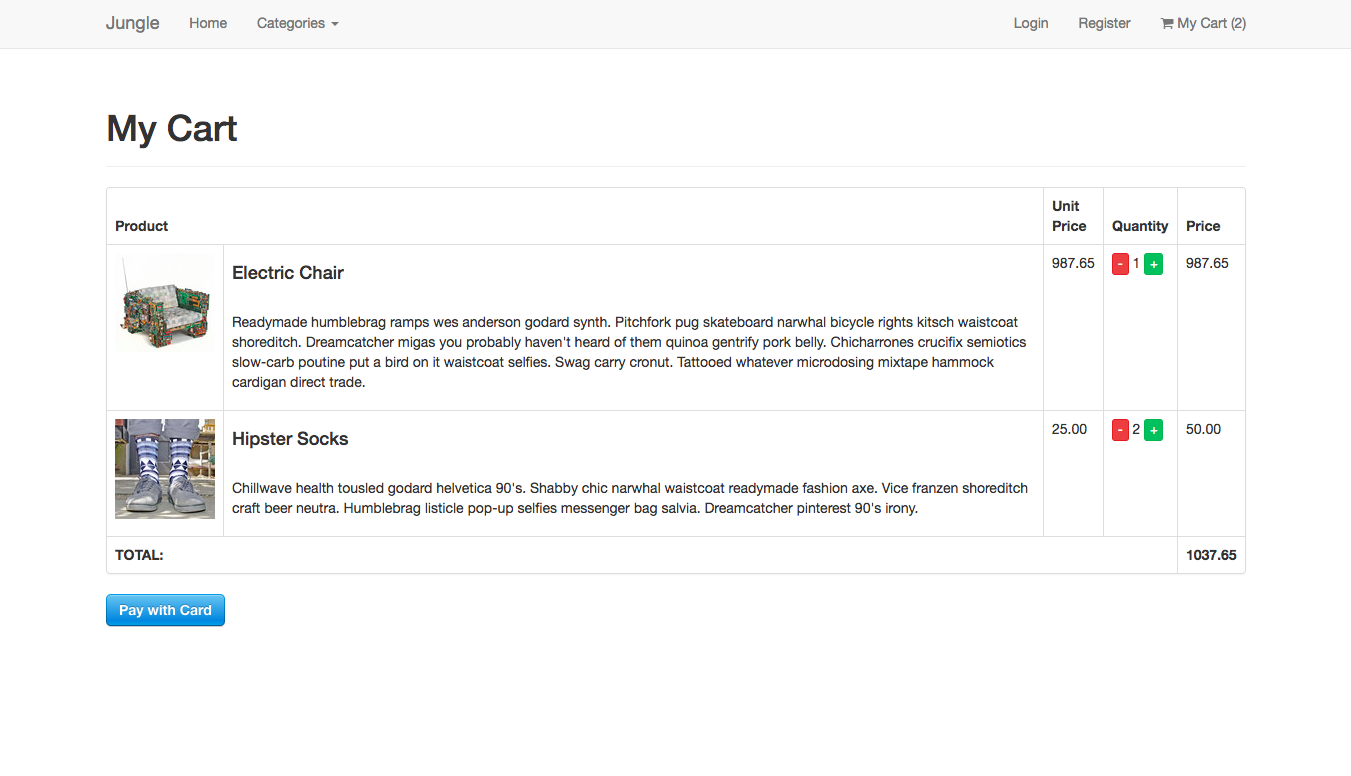 Jungle Home Categories Login Register My Cart (2)
My Cart
Product Unit Price Quantity Price
Electric Chair 987.65 - 1 + 987.65
Readymade humblebrag ramps wes anderson godard synth. Pitchfork pug skateboard narwhal bicycle rights kitsch waistcoat
shoreditch. Dreamcatcher migas you probably haven't heard of them quinoa gentrify pork belly. Chicharrones crucifix semiotics
slow-carb poutine put a bird on it waistcoat selfies. Swag carry cronut. Tattooed whatever microdosing mixtape hammock
cardigan direct trade.
Hipster Socks 25.00 - 2 + 50.00
Chillwave health tousled godard helvetica 90's. Shabby chic narwhal waistcoat readymade fashion axe. Vice franzen shoreditch
craft beer neutra. Humblebrag listicle pop-up selfies messenger bag salvia. Dreamcatcher pinterest 90's irony.
TOTAL: 1037.65
Pay with Card